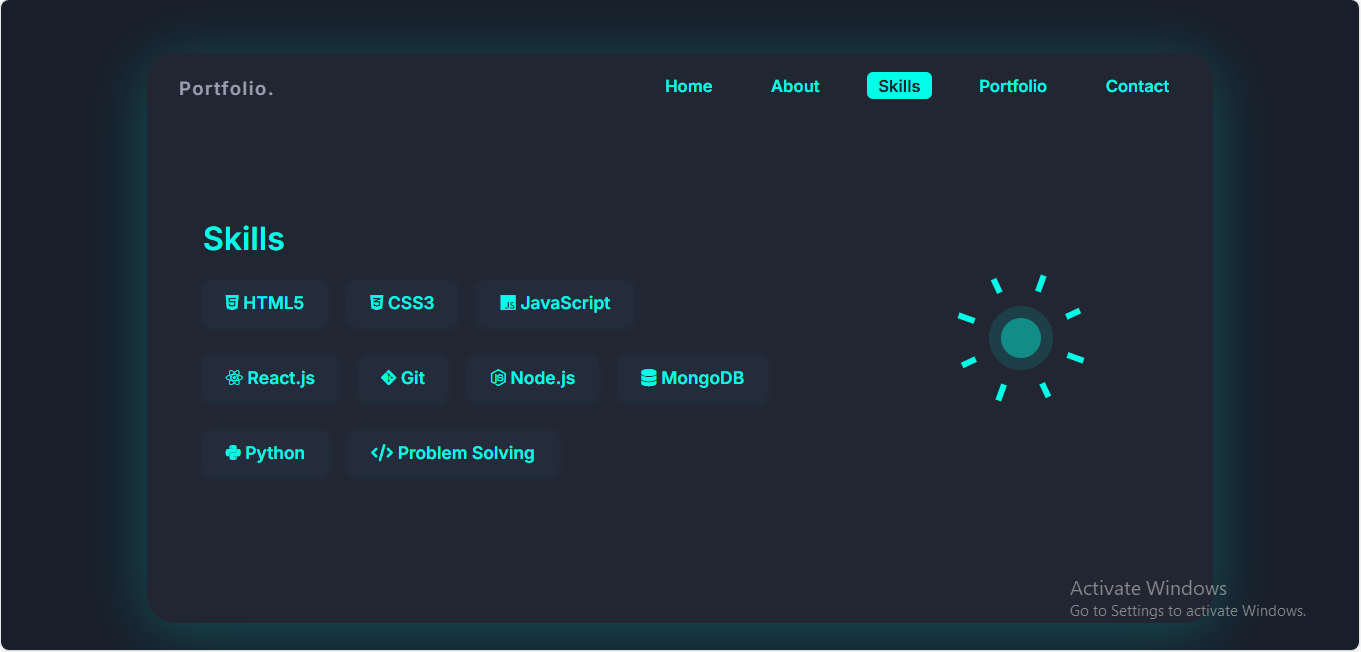 Portfolio.
Home About Skills Portfolio Contact
Skills
HTML5 CSS3 JavaScript
React.js Git Node.js MongoDB
Python </> Problem Solving
Activate Windows
Go to Settings to activate Windows.